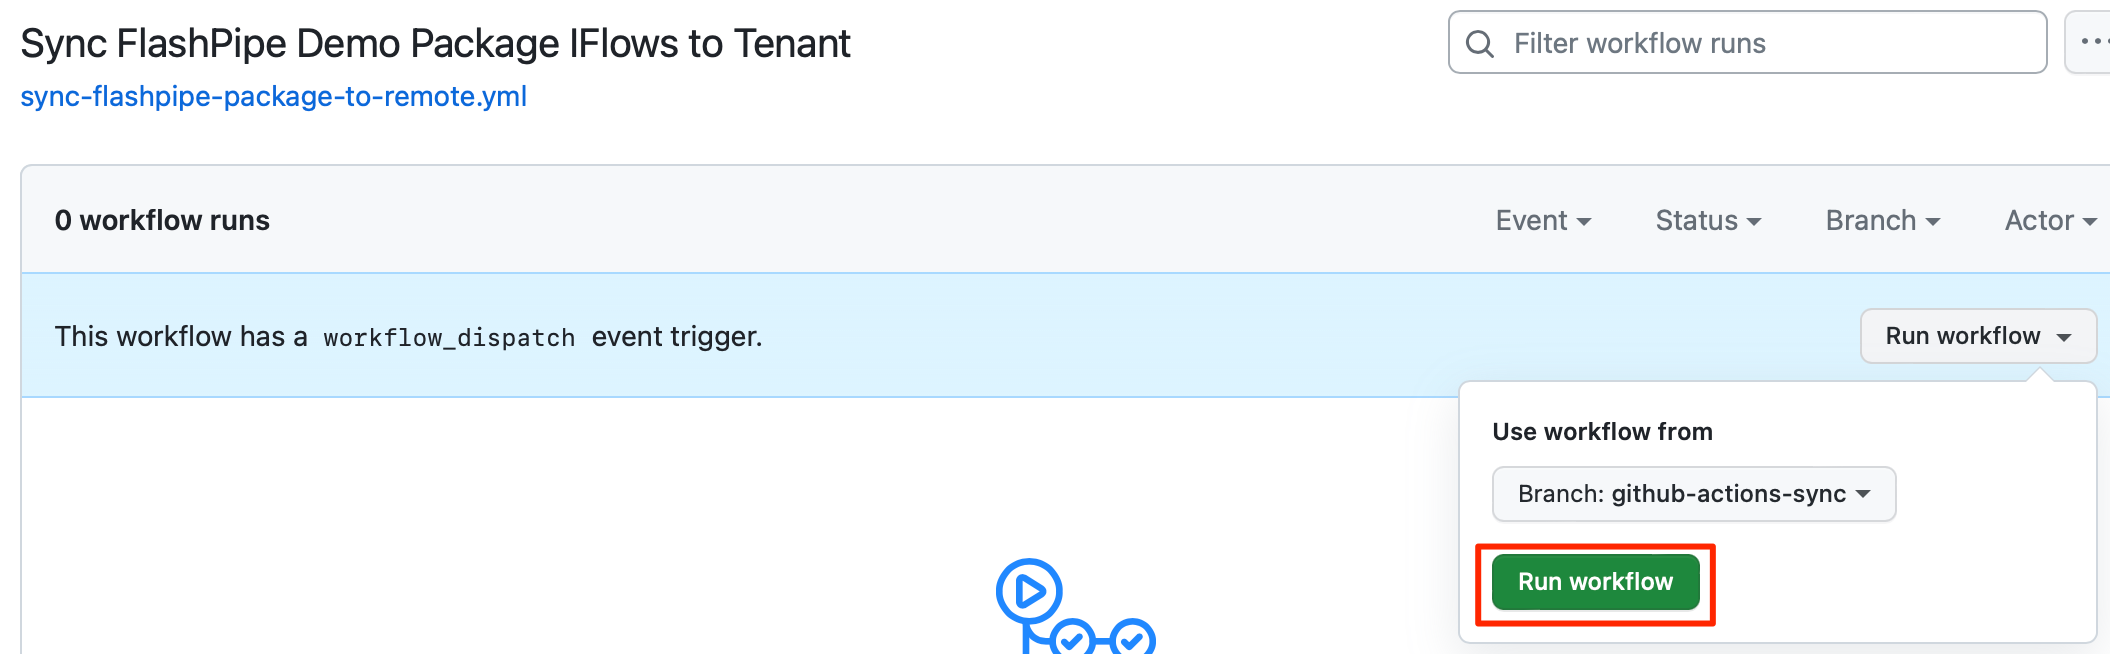 Sync FlashPipe Demo Package IFlows to Tenant
Filter workflow runs
sync-flashpipe-package-to-remote.yml
0 workflow runs
Event
Status
Branch
Actor
This workflow has a workflow_dispatch event trigger.
Run workflow
Use workflow from
Branch: github-actions-sync
Run workflow